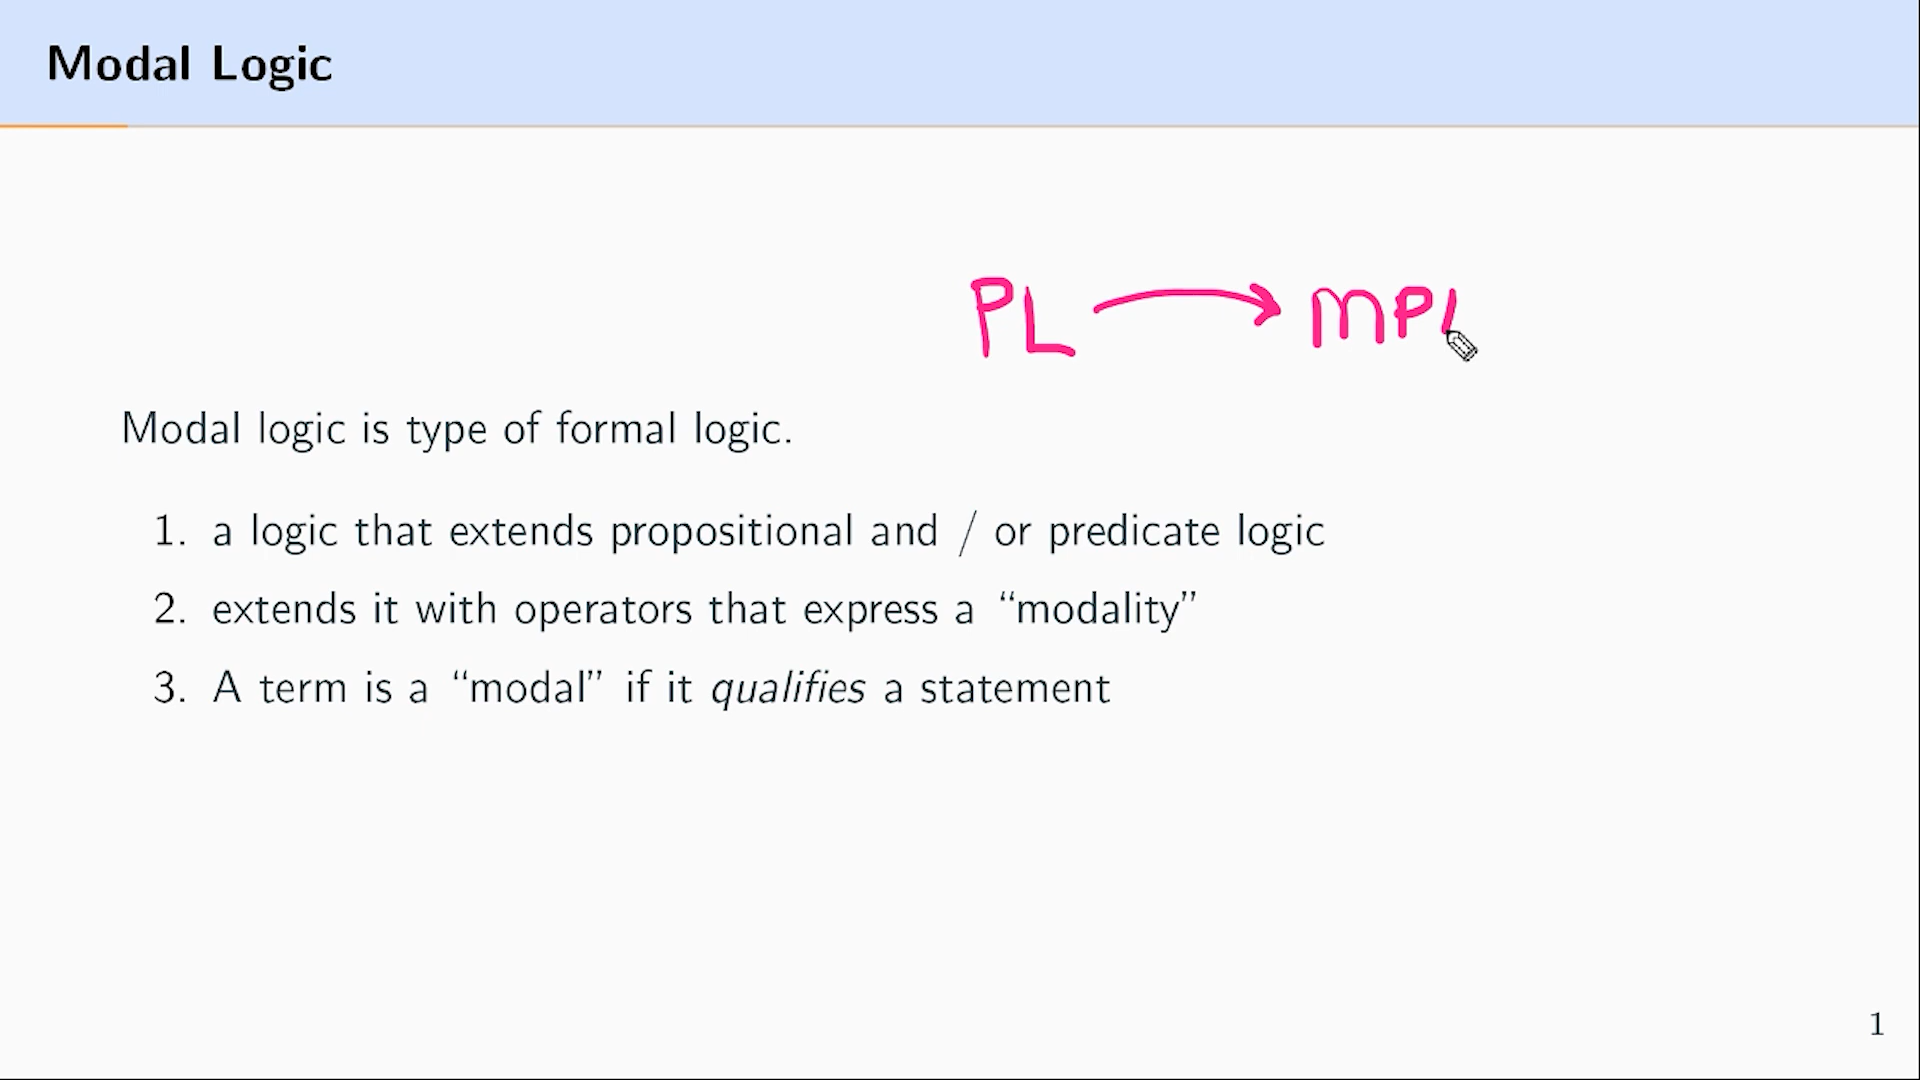 Modal Logic
PL → MPL
Modal logic is type of formal logic.
1. a logic that extends propositional and / or predicate logic
2. extends it with operators that express a “modality”
3. A term is a “modal” if it qualifies a statement
1